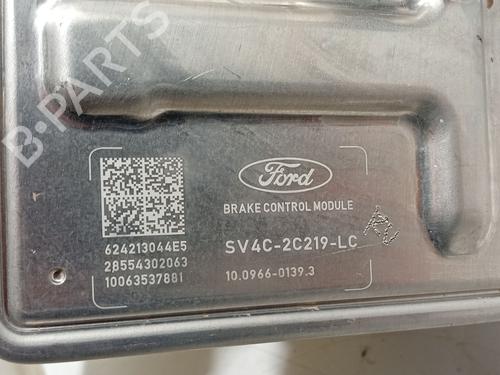 B-PARTS
Ford
BRAKE CONTROL MODULE
624213044E5
28554302063
10063537881
SV4C-2C219-LC
10.0966-0139.3